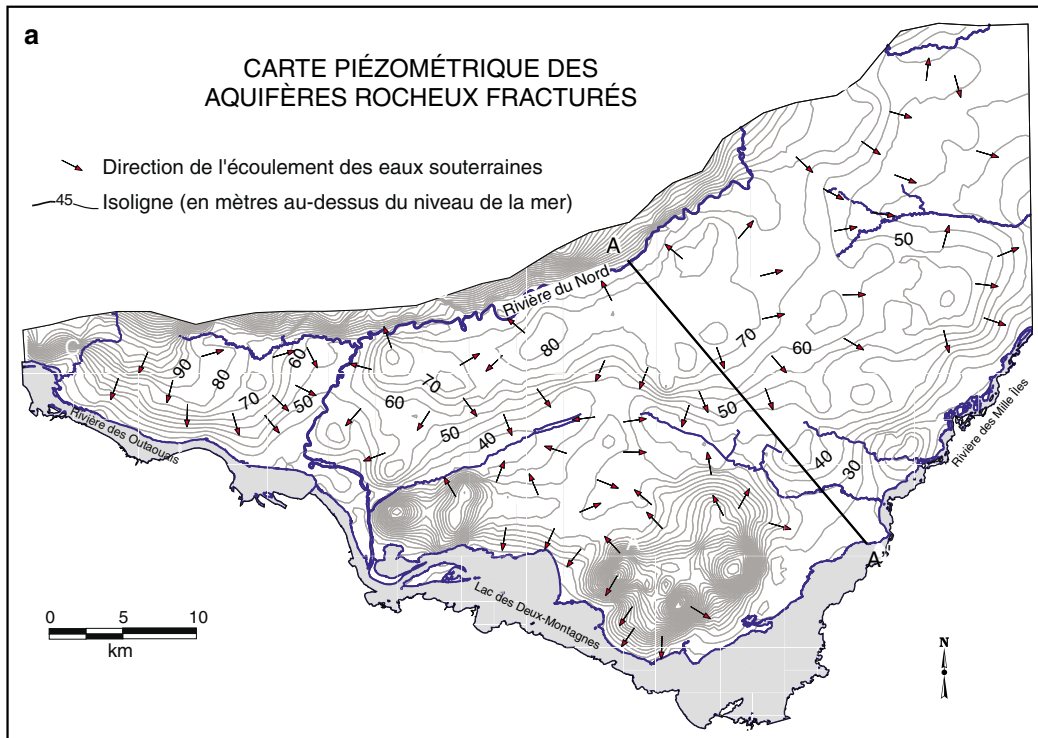 a
CARTE PIÉZOMÉTRIQUE DES
AQUIFÈRES ROCHEUX FRACTURÉS
Direction de l'écoulement des eaux souterraines
45 Isoligne (en mètres au-dessus du niveau de la mer)
50
A
Rivière du Nord
70
80
60
90
80
60
70
50
70
60
50
50
40
40
30
Rivière des Outaouais
Rivière des Mille Îles
C
A
A"
Lac des Deux-Montagnes
0 5 10
km
N